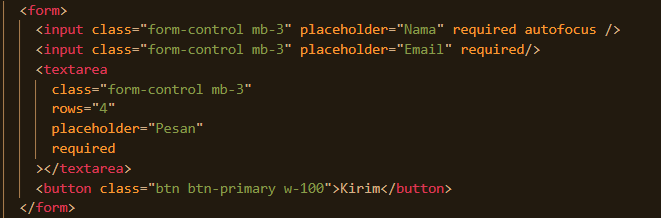 <form>
<input class="form-control mb-3" placeholder="Nama" required autofocus />
<input class="form-control mb-3" placeholder="Email" required/>
<textarea
class="form-control mb-3"
rows="4"
placeholder="Pesan"
required
></textarea>
<button class="btn btn-primary w-100">Kirim</button>
</form>